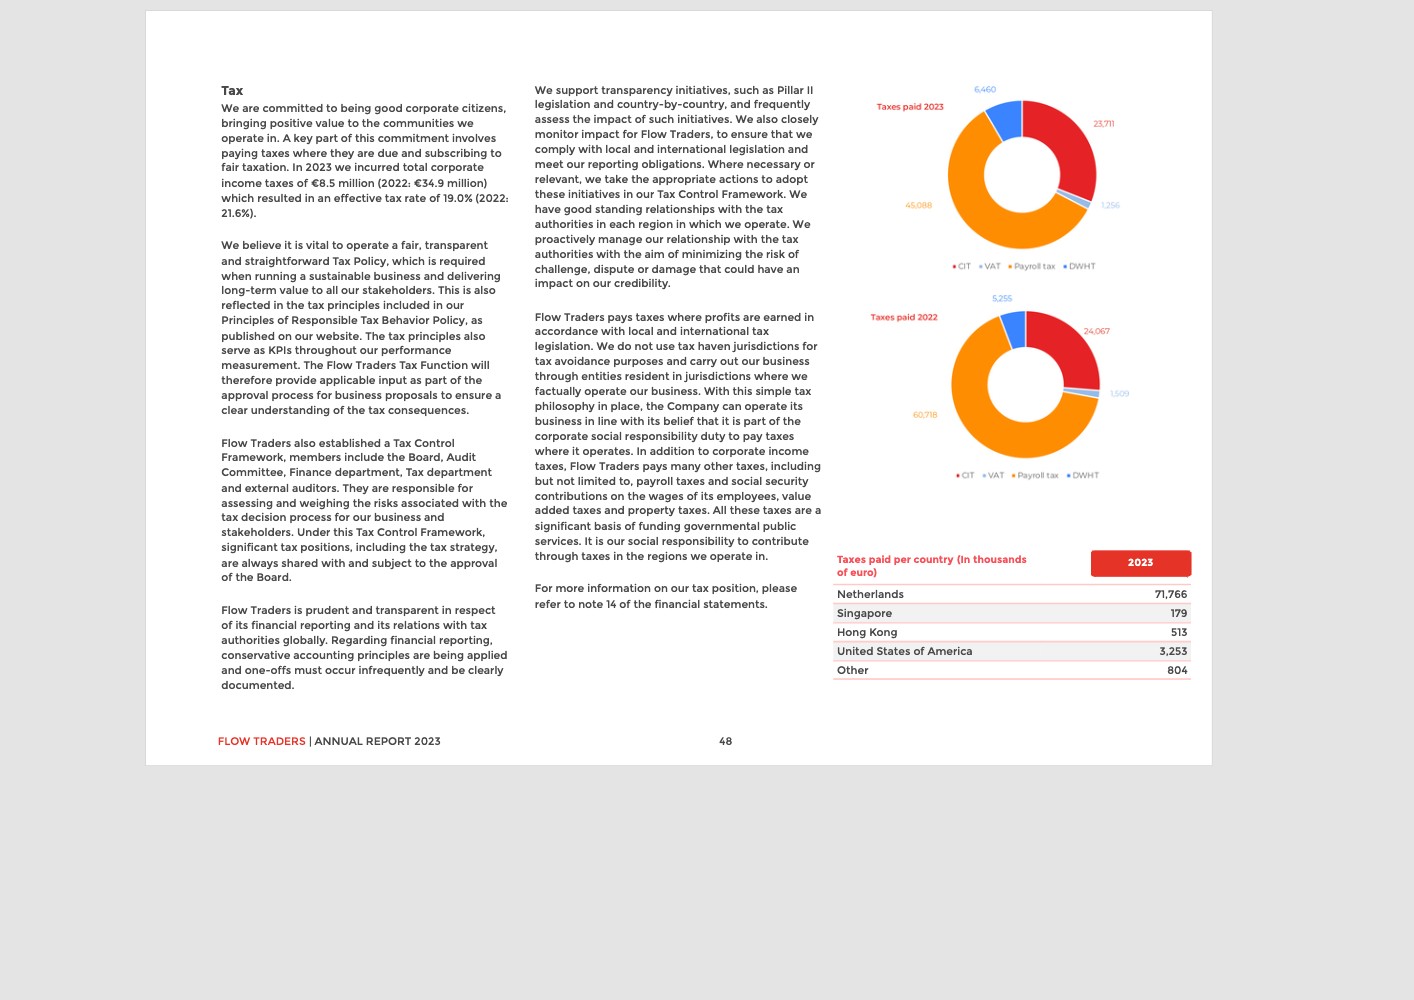 Tax
We are committed to being good corporate citizens,
bringing positive value to the communities we
operate in. A key part of this commitment involves
paying taxes where they are due and subscribing to
fair taxation. In 2023 we incurred total corporate
income taxes of €8.5 million (2022: €34.9 million)
which resulted in an effective tax rate of 19.0% (2022:
21.6%).
We believe it is vital to operate a fair, transparent
and straightforward Tax Policy, which is required
when running a sustainable business and delivering
long-term value to all our stakeholders. This is also
reflected in the tax principles included in our
Principles of Responsible Tax Behavior Policy, as
published on our website. The tax principles also
serve as KPIs throughout our performance
measurement. The Flow Traders Tax Function will
therefore provide applicable input as part of the
approval process for business proposals to ensure a
clear understanding of the tax consequences.
Flow Traders also established a Tax Control
Framework, members include the Board, Audit
Committee, Finance department, Tax department
and external auditors. They are responsible for
assessing and weighing the risks associated with the
tax decision process for our business and
stakeholders. Under this Tax Control Framework,
significant tax positions, including the tax strategy,
are always shared with and subject to the approval
of the Board.
Flow Traders is prudent and transparent in respect
of its financial reporting and its relations with tax
authorities globally. Regarding financial reporting,
conservative accounting principles are being applied
and one-offs must occur infrequently and be clearly
documented.
We support transparency initiatives, such as Pillar II
legislation and country-by-country, and frequently
assess the impact of such initiatives. We also closely
monitor impact for Flow Traders, to ensure that we
comply with local and international legislation and
meet our reporting obligations. Where necessary or
relevant, we take the appropriate actions to adopt
these initiatives in our Tax Control Framework. We
have good standing relationships with the tax
authorities in each region in which we operate. We
proactively manage our relationship with the tax
authorities with the aim of minimizing the risk of
challenge, dispute or damage that could have an
impact on our credibility.
Flow Traders pays taxes where profits are earned in
accordance with local and international tax
legislation. We do not use tax haven jurisdictions for
tax avoidance purposes and carry out our business
through entities resident in jurisdictions where we
factually operate our business. With this simple tax
philosophy in place, the Company can operate its
business in line with its belief that it is part of the
corporate social responsibility duty to pay taxes
where it operates. In addition to corporate income
taxes, Flow Traders pays many other taxes, including
but not limited to, payroll taxes and social security
contributions on the wages of its employees, value
added taxes and property taxes. All these taxes are a
significant basis of funding governmental public
services. It is our social responsibility to contribute
through taxes in the regions we operate in.
For more information on our tax position, please
refer to note 14 of the financial statements.
6,460
Taxes paid 2023
23,711
45,088
1,256
CIT VAT Payroll tax DWHT
5,255
Taxes paid 2022
24,067
1,509
60,718
CIT VAT Payroll tax DWHT
Taxes paid per country (In thousands
of euro)
2023
Netherlands 71,766
Singapore 179
Hong Kong 513
United States of America 3,253
Other 804
FLOW TRADERS | ANNUAL REPORT 2023
48